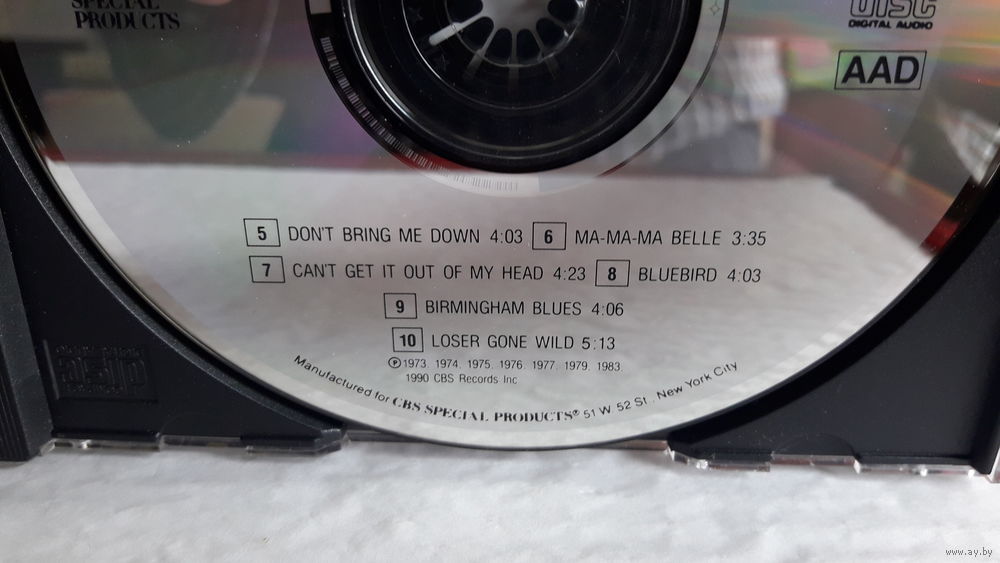 SPECIAL
PRODUCTS
DISC
DIGITAL AUDIO
AAD
5 DON'T BRING ME DOWN 4:03 6 MA-MA-MA BELLE 3:35
7 CAN'T GET IT OUT OF MY HEAD 4:23 8 BLUEBIRD 4:03
9 BIRMINGHAM BLUES 4:06
10 LOSER GONE WILD 5:13
℗ 1973. 1974. 1975. 1976. 1977. 1979. 1983.
1990 CBS Records Inc
Manufactured for CBS SPECIAL PRODUCTS® 51 W. 52 St., New York City
www.ay.by